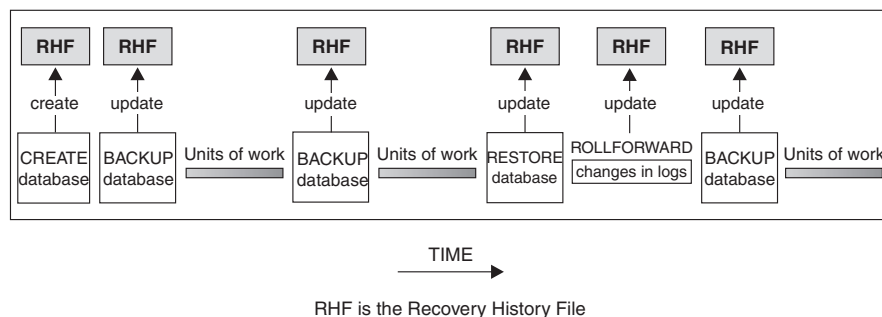 RHF RHF RHF RHF RHF RHF
create update update update update update
CREATE
database
BACKUP
database
Units of work
BACKUP
database
Units of work
RESTORE
database
ROLLFORWARD
changes in logs
BACKUP
database
Units of work
TIME
RHF is the Recovery History File